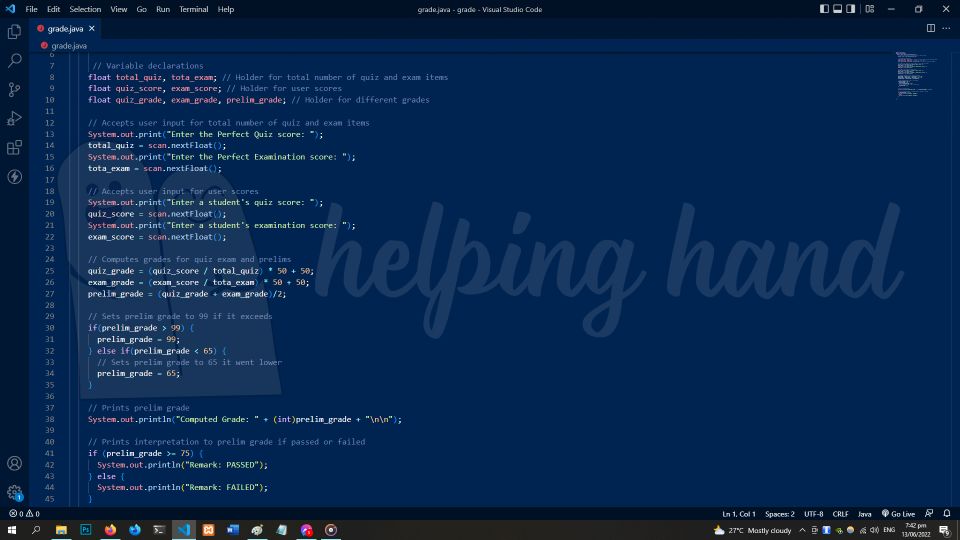 File Edit Selection View Go Run Terminal Help
grade.java - grade - Visual Studio Code
grade.java
grade.java
6
7 // Variable declarations
8 float total_quiz, tota_exam; // Holder for total number of quiz and exam items
9 float quiz_score, exam_score; // Holder for user scores
10 float quiz_grade, exam_grade, prelim_grade; // Holder for different grades
11
12 // Accepts user input for total number of quiz and exam items
13 System.out.print("Enter the Perfect Quiz score: ");
14 total_quiz = scan.nextFloat();
15 System.out.print("Enter the Perfect Examination score: ");
16 tota_exam = scan.nextFloat();
17
18 // Accepts user input for user scores
19 System.out.print("Enter a student's quiz score: ");
20 quiz_score = scan.nextFloat();
21 System.out.print("Enter a student's examination score: ");
22 exam_score = scan.nextFloat();
23
24 // Computes grades for quiz exam and prelims
25 quiz_grade = (quiz_score / total_quiz) * 50 + 50;
26 exam_grade = (exam_score / tota_exam) * 50 + 50;
27 prelim_grade = (quiz_grade + exam_grade)/2;
28
29 // Sets prelim grade to 99 if it exceeds
30 if(prelim_grade > 99) {
31 prelim_grade = 99;
32 } else if(prelim_grade < 65) {
33 // Sets prelim grade to 65 it went lower
34 prelim_grade = 65;
35 }
36
37 // Prints prelim grade
38 System.out.println("Computed Grade: " + (int)prelim_grade + "\n\n");
39
40 // Prints interpretation to prelim grade if passed or failed
41 if (prelim_grade >= 75) {
42 System.out.println("Remark: PASSED");
43 } else {
44 System.out.println("Remark: FAILED");
45 }
helping hand
1
0 0
Ln 1, Col 1 Spaces: 2 UTF-8 CRLF Java Go Live
27°C Mostly cloudy ENG
7:42 pm
13/06/2022